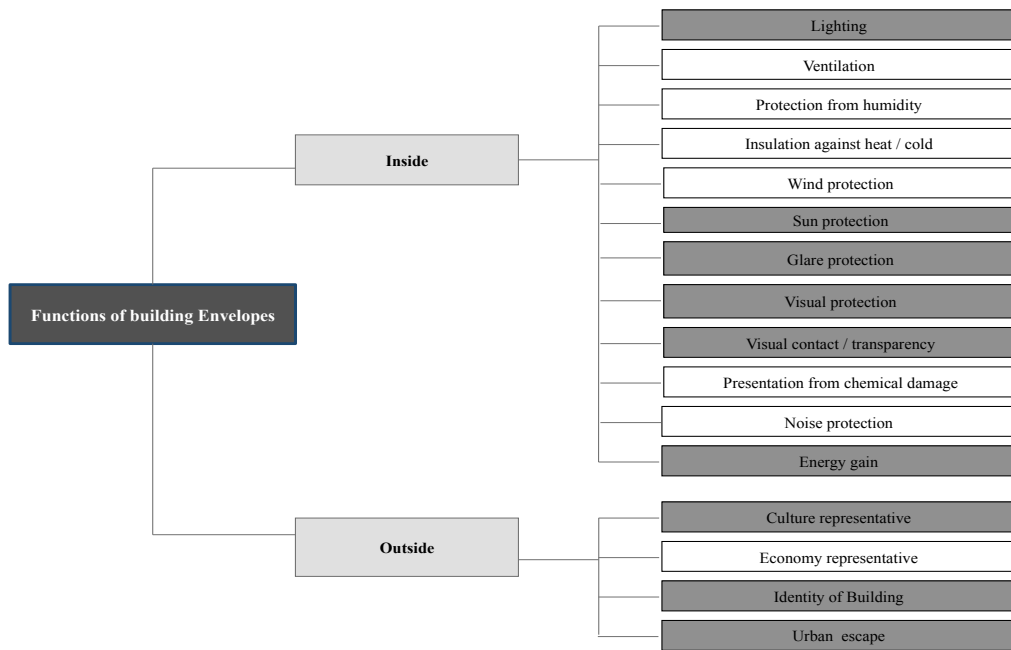 Functions of building Envelopes
Inside
Lighting
Ventilation
Protection from humidity
Insulation against heat / cold
Wind protection
Sun protection
Glare protection
Visual protection
Visual contact / transparency
Presentation from chemical damage
Noise protection
Energy gain
Outside
Culture representative
Economy representative
Identity of Building
Urban escape